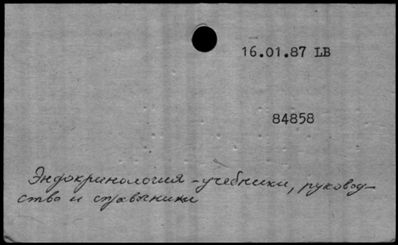 16.01.87 LB
84858
Эндокринология - учебники, руковод-
ство и справочники